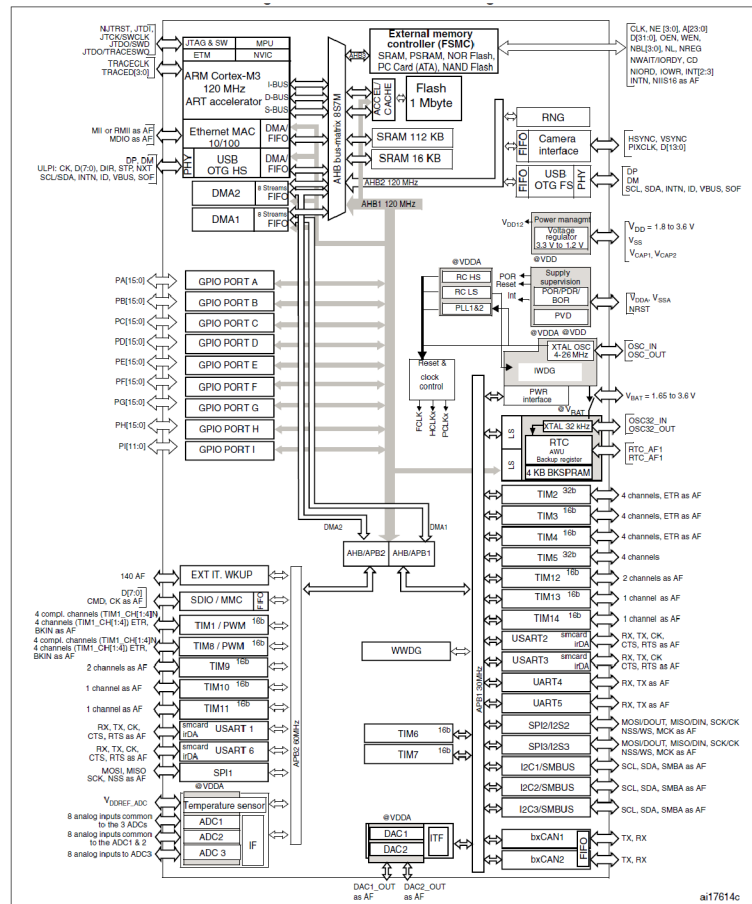 NJTRST, JTDI,
JTCK/SWCLK
JTDO/SWD
JTDO/TRACESWO
TRACECLK
TRACED[3:0]
JTAG & SW
MPU
ETM
NVIC
ARM Cortex-M3
120 MHz
ART accelerator
I-BUS
D-BUS
S-BUS
MII or RMII as AF
MDIO as AF
Ethernet MAC
10/100
DMA/
FIFO
DP, DM
ULPI: CK, D(7:0), DIR, STP, NXT
SCL/SDA, INTN, ID, VBUS, SOF
PHY
USB
OTG HS
DMA/
FIFO
DMA2
8 Streams
FIFO
DMA1
8 Streams
FIFO
AHB bus-matrix 8S7M
AHB3
External memory
controller (FSMC)
SRAM, PSRAM, NOR Flash,
PC Card (ATA), NAND Flash
CLK, NE [3:0], A[23:0]
D[31:0], OEN, WEN,
NBL[3:0], NL, NREG
NWAIT/IORDY, CD
NIORD, IOWR, INT[2:3]
INTN, NIIS16 as AF
ACCEL/
CACHE
Flash
1 Mbyte
SRAM 112 KB
SRAM 16 KB
AHB2 120 MHz
AHB1 120 MHz
RNG
FIFO
Camera
interface
HSYNC, VSYNC
PIXCLK, D[13:0]
FIFO
USB
OTG FS
PHY
DP
DM
SCL, SDA, INTN, ID, VBUS, SOF
VDD12
Power managmt
Voltage
regulator
3.3 V to 1.2 V
VDD = 1.8 to 3.6 V
VSS
VCAP1, VCAP2
@VDD
@VDDA
RC HS
RC LS
PLL1&2
POR
Reset
Int
Supply
supervision
POR/PDR/
BOR
PVD
VDDA, VSSA
NRST
@VDDA
@VDD
XTAL OSC
4-26 MHz
OSC_IN
OSC_OUT
IWDG
PWR
interface
VBAT = 1.65 to 3.6 V
@VBAT
Reset &
clock
control
FCLK
HCLKx
PCLKx
LS
LS
XTAL 32 kHz
OSC32_IN
OSC32_OUT
RTC
AWU
Backup register
RTC_AF1
RTC_AF1
4 KB BKSPRAM
PA[15:0]
GPIO PORT A
PB[15:0]
GPIO PORT B
PC[15:0]
GPIO PORT C
PD[15:0]
GPIO PORT D
PE[15:0]
GPIO PORT E
PF[15:0]
GPIO PORT F
PG[15:0]
GPIO PORT G
PH[15:0]
GPIO PORT H
PI[11:0]
GPIO PORT I
DMA2
DMA1
AHB/APB2
AHB/APB1
140 AF
EXT IT. WKUP
D[7:0]
CMD, CK as AF
SDIO / MMC
FIFO
4 compl. channels (TIM1_CH[1:4]N
4 channels (TIM1_CH[1:4]) ETR,
BKIN as AF
TIM1 / PWM 16b
4 compl. channels (TIM1_CH[1:4]N
4 channels (TIM1_CH[1:4]) ETR,
BKIN as AF
TIM8 / PWM 16b
2 channels as AF
TIM9 16b
1 channel as AF
TIM10 16b
1 channel as AF
TIM11 16b
RX, TX, CK,
CTS, RTS as AF
smcard
irDA
USART 1
RX, TX, CK,
CTS, RTS as AF
smcard
irDA
USART 6
MOSI, MISO
SCK, NSS as AF
SPI1
APB2 60MHz
@VDDA
VDDREF_ADC
Temperature sensor
8 analog inputs common
to the 3 ADCs
ADC1
8 analog inputs common
to the ADC1 & 2
ADC2
8 analog inputs to ADC3
ADC 3
IF
WWDG
TIM6 16b
TIM7 16b
@VDDA
DAC1
DAC2
ITF
DAC1_OUT
as AF
DAC2_OUT
as AF
APB1 30MHz
TIM2 32b
4 channels, ETR as AF
TIM3 16b
4 channels, ETR as AF
TIM4 16b
4 channels, ETR as AF
TIM5 32b
4 channels
TIM12 16b
2 channels as AF
TIM13 16b
1 channel as AF
TIM14 16b
1 channel as AF
USART2
smcard
irDA
RX, TX, CK,
CTS, RTS as AF
USART3
smcard
irDA
RX, TX, CK
CTS, RTS as AF
UART4
RX, TX as AF
UART5
RX, TX as AF
SPI2/I2S2
MOSI/DOUT, MISO/DIN, SCK/CK
NSS/WS, MCK as AF
SPI3/I2S3
MOSI/DOUT, MISO/DIN, SCK/CK
NSS/WS, MCK as AF
I2C1/SMBUS
SCL, SDA, SMBA as AF
I2C2/SMBUS
SCL, SDA, SMBA as AF
I2C3/SMBUS
SCL, SDA, SMBA as AF
bxCAN1
TX, RX
bxCAN2
FIFO
TX, RX
ai17614c